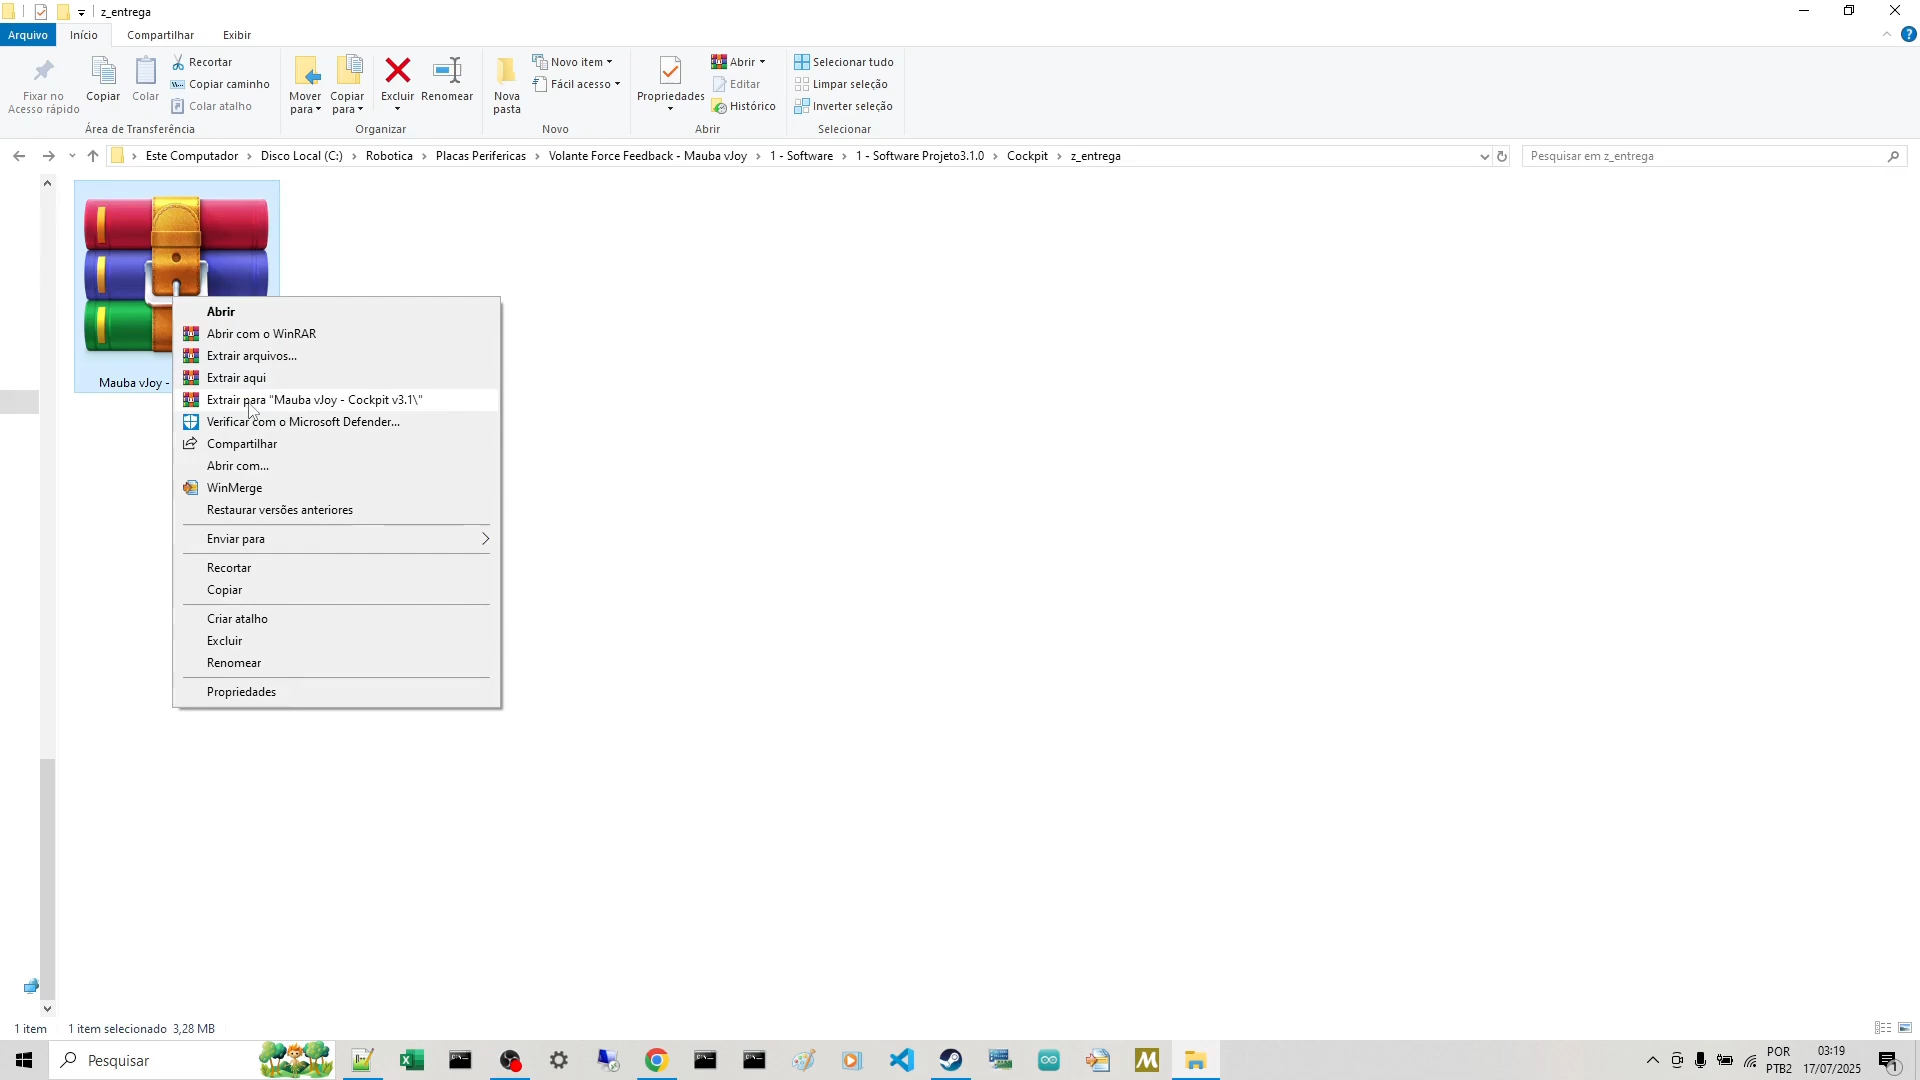 z_entrega
Arquivo
Início
Compartilhar
Exibir
?
Fixar no
Acesso rápido
Copiar
Colar
Recortar
Copiar caminho
Colar atalho
Área de Transferência
Mover
para
Copiar
para
Excluir
Renomear
Organizar
Nova
pasta
Novo item
Fácil acesso
Novo
Propriedades
Abrir
Editar
Histórico
Abrir
Selecionar tudo
Limpar seleção
Inverter seleção
Selecionar
Este Computador
Disco Local (C:)
Robotica
Placas Perifericas
Volante Force Feedback - Mauba vJoy
1 - Software
1 - Software Projeto3.1.0
Cockpit
z_entrega
Pesquisar em z_entrega
Mauba vJoy -
Abrir
Abrir com o WinRAR
Extrair arquivos...
Extrair aqui
Extrair para "Mauba vJoy - Cockpit v3.1\"
Verificar com o Microsoft Defender...
Compartilhar
Abrir com...
WinMerge
Restaurar versões anteriores
Enviar para
Recortar
Copiar
Criar atalho
Excluir
Renomear
Propriedades
1 item
1 item selecionado 3,28 MB
Pesquisar
POR
PTB2
03:19
17/07/2025
1